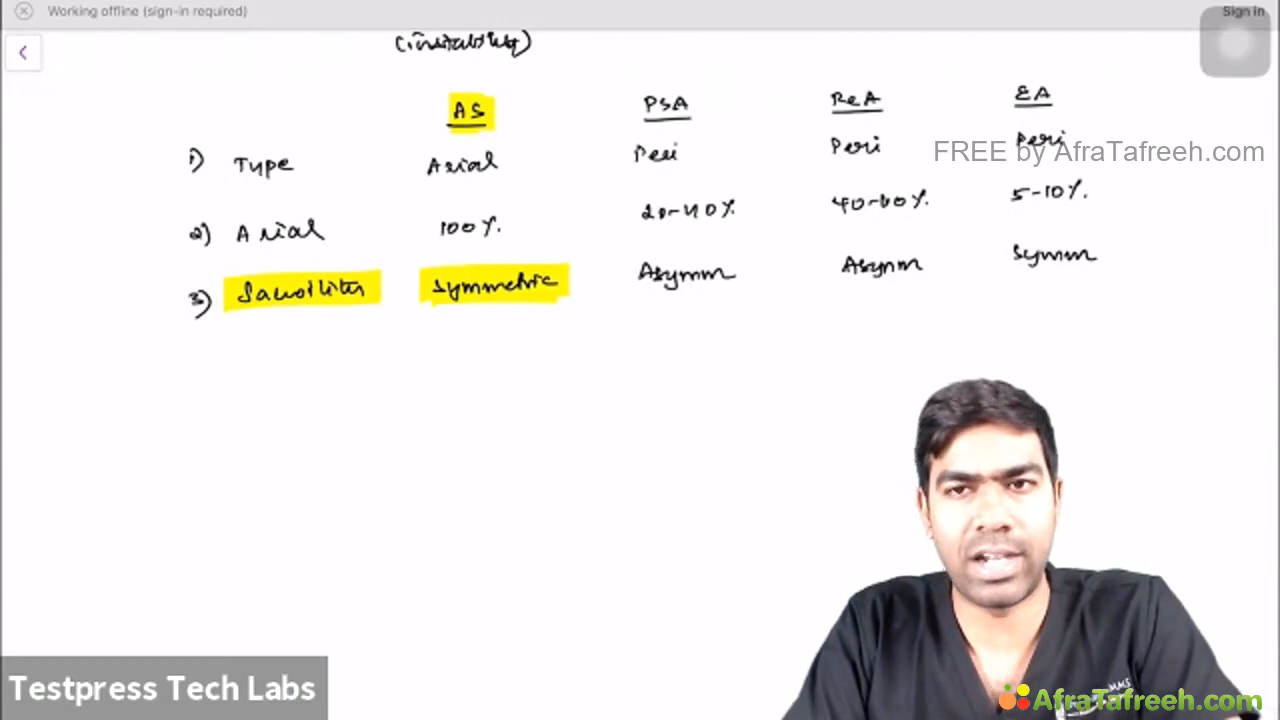 Working offline (sign-in required)
Sign in
AS PsA ReA EA
1) Type Axial Peri Peri Peri
FREE by AfraTafreeh.com
2) Axial 100%. 20-40% 40-60%. 5-10%.
3) Sacroilitis Symmetric Asymm Asymm Symm
MMS
Testpress Tech Labs
AfraTafreeh.com